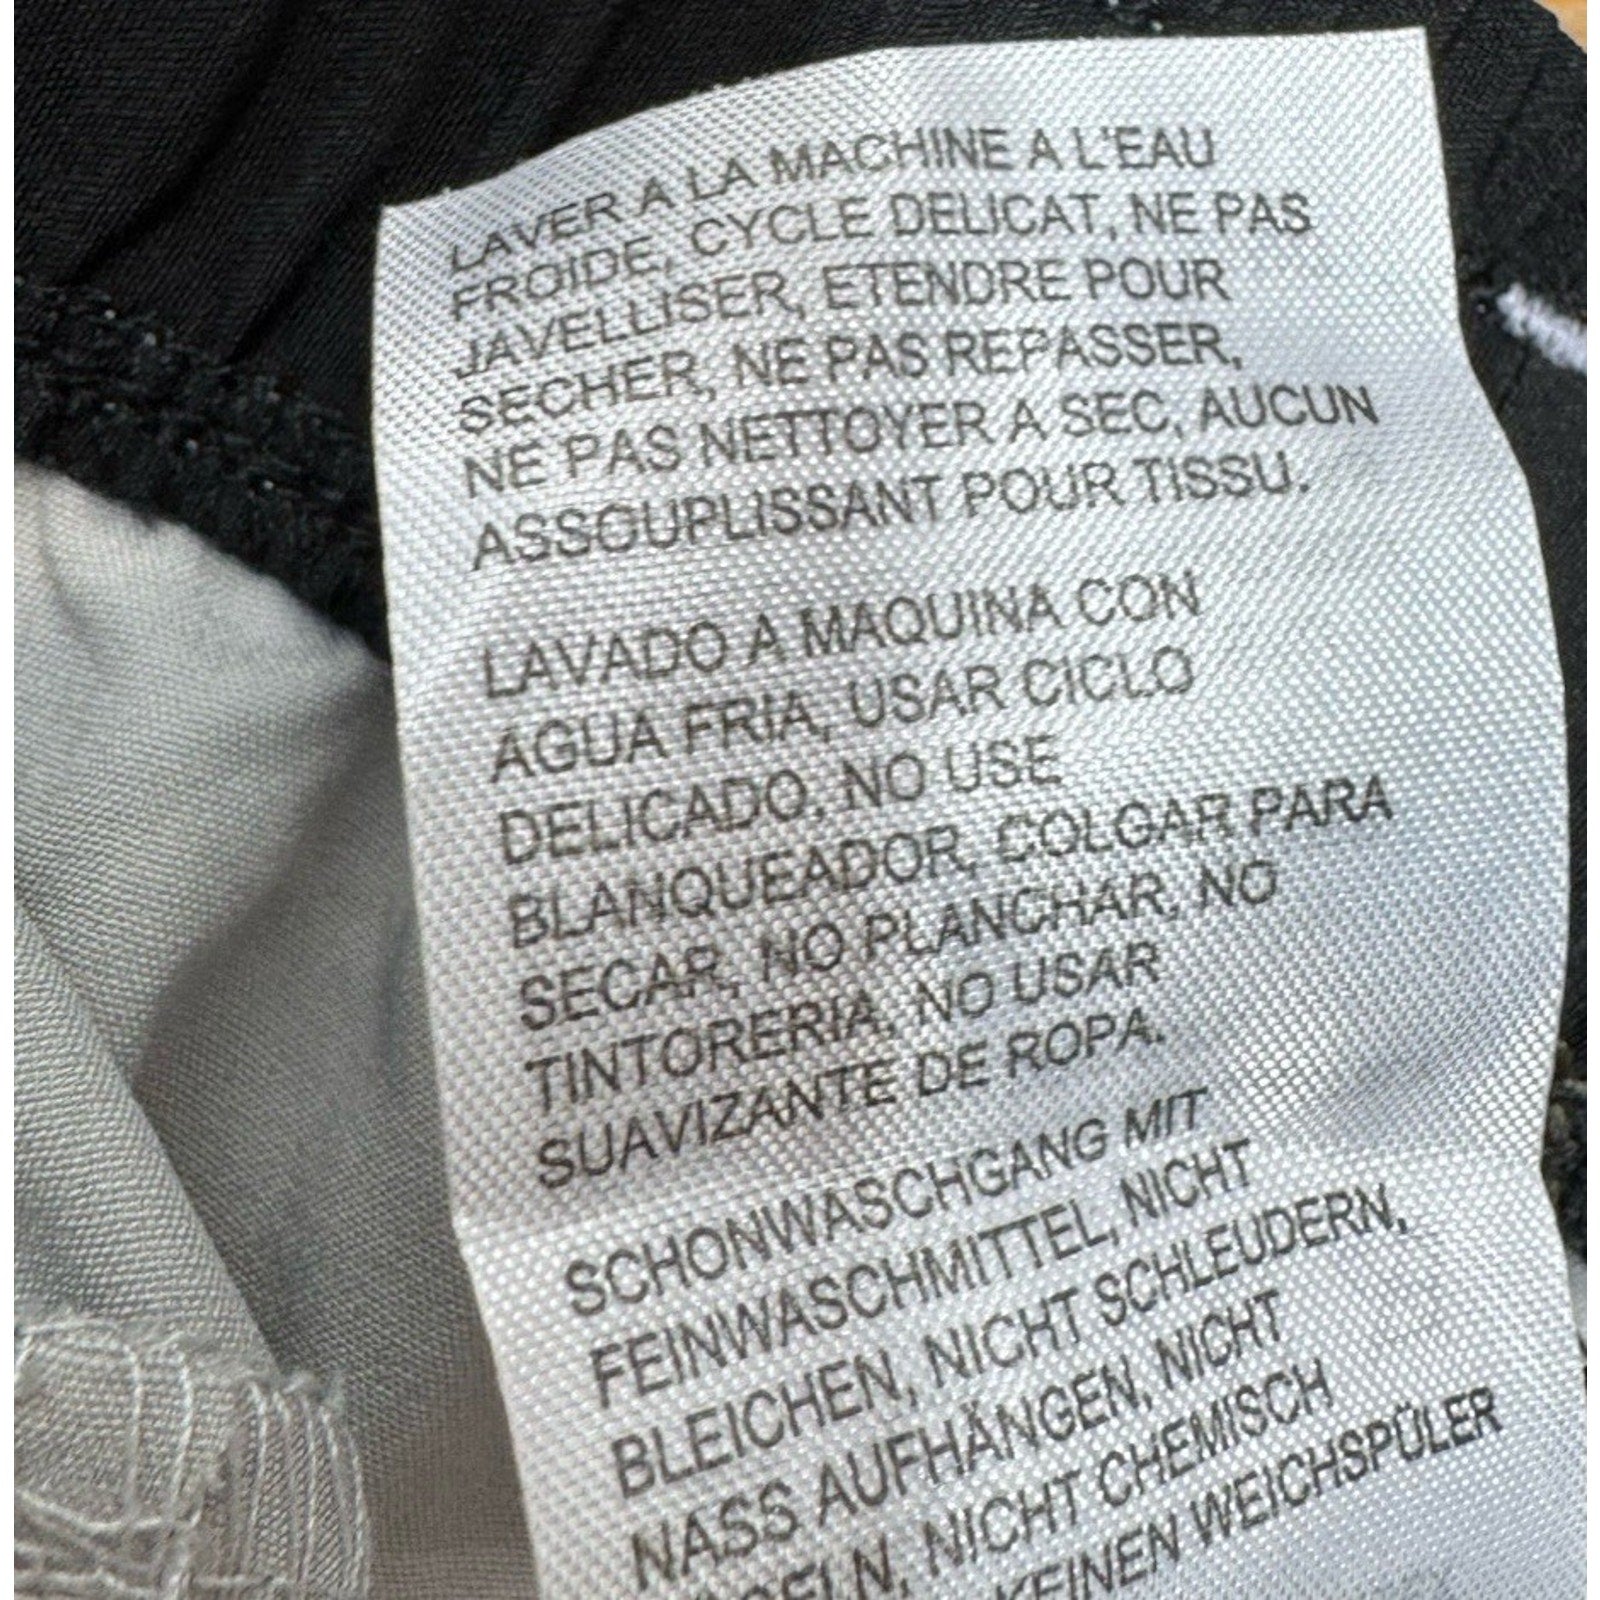 LAVER A LA MACHINE A L'EAU
FROIDE, CYCLE DELICAT, NE PAS
JAVELLISER, ETENDRE POUR
SECHER, NE PAS REPASSER,
NE PAS NETTOYER A SEC, AUCUN
ASSOUPLISSANT POUR TISSU.
LAVADO A MAQUINA CON
AGUA FRIA, USAR CICLO
DELICADO, NO USE
BLANQUEADOR, COLGAR PARA
SECAR, NO PLANCHAR, NO
TINTORERIA, NO USAR
SUAVIZANTE DE ROPA.
SCHONWASCHGANG MIT
FEINWASCHMITTEL, NICHT
BLEICHEN, NICHT SCHLEUDERN,
NASS AUFHÄNGEN, NICHT
NICHT CHEMISCH
KEINEN WEICHSPÜLER